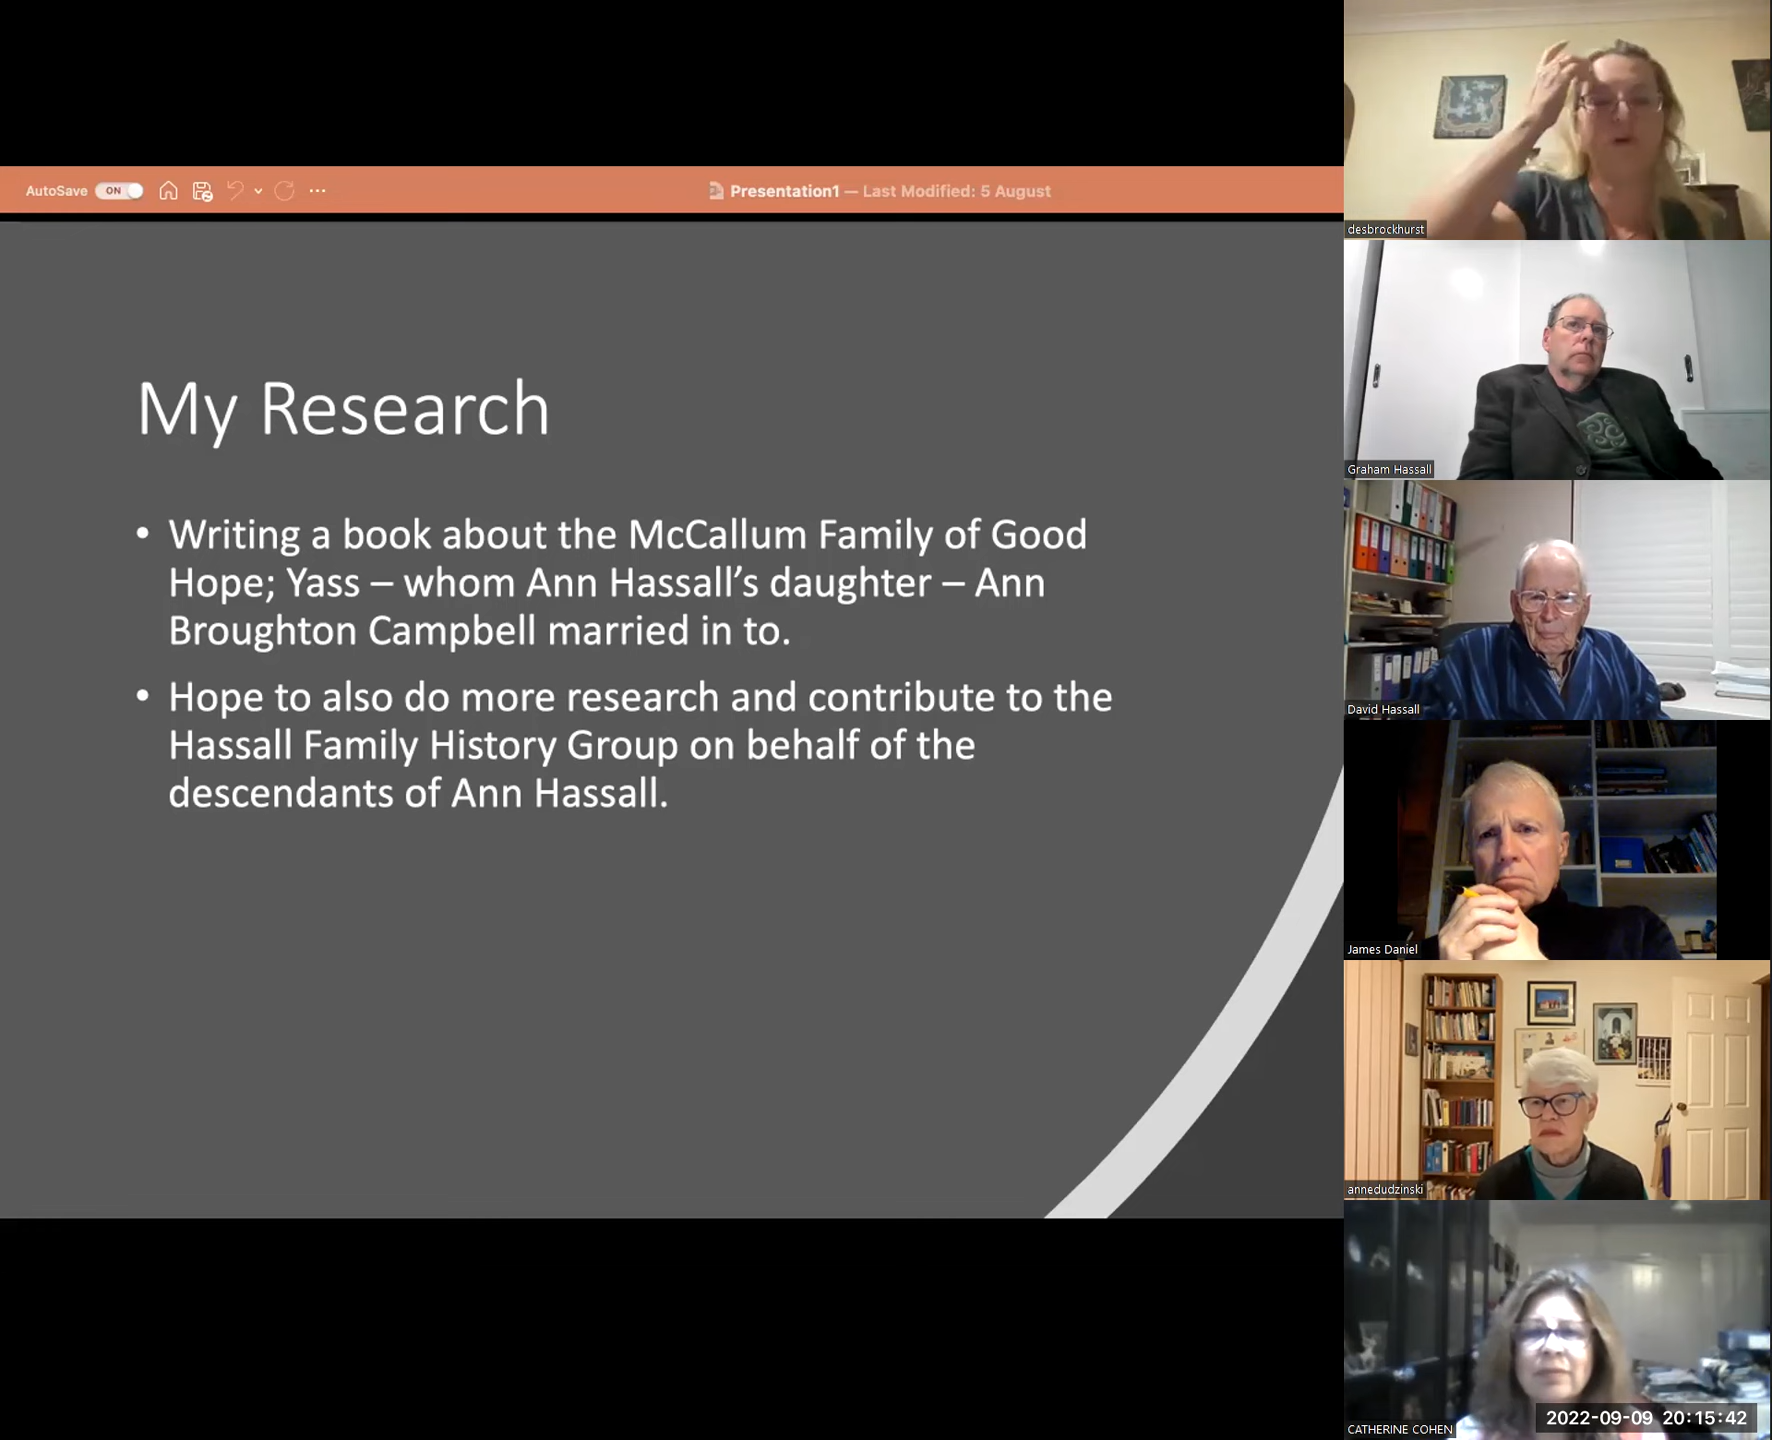 AutoSave ON
Presentation1 — Last Modified: 5 August
My Research
• Writing a book about the McCallum Family of Good
Hope; Yass – whom Ann Hassall’s daughter – Ann
Broughton Campbell married in to.
• Hope to also do more research and contribute to the
Hassall Family History Group on behalf of the
descendants of Ann Hassall.
desbrockhurst
Graham Hassall
David Hassall
James Daniel
annedudzinski
CATHERINE COHEN
2022-09-09 20:15:42